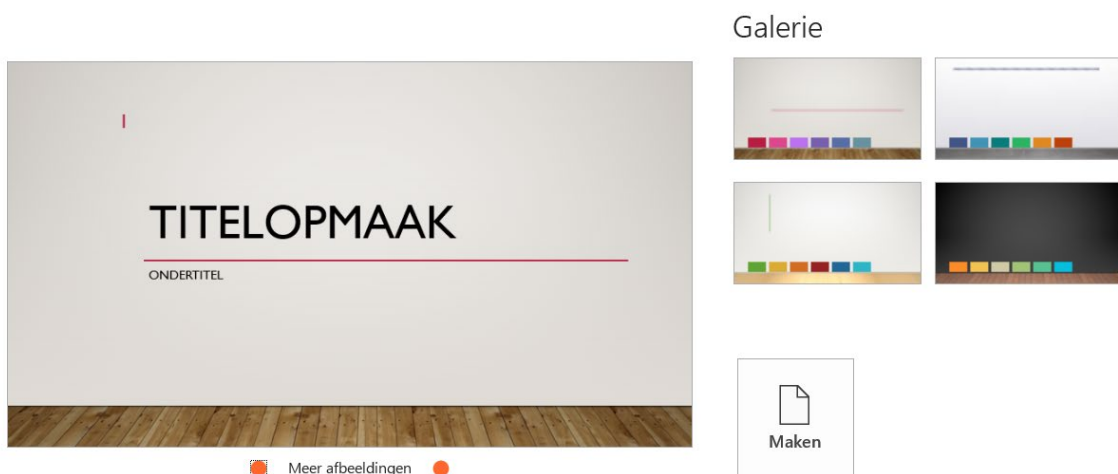 Galerie
TITELOPMAAK
ONDERTITEL
Maken
Meer afbeeldingen